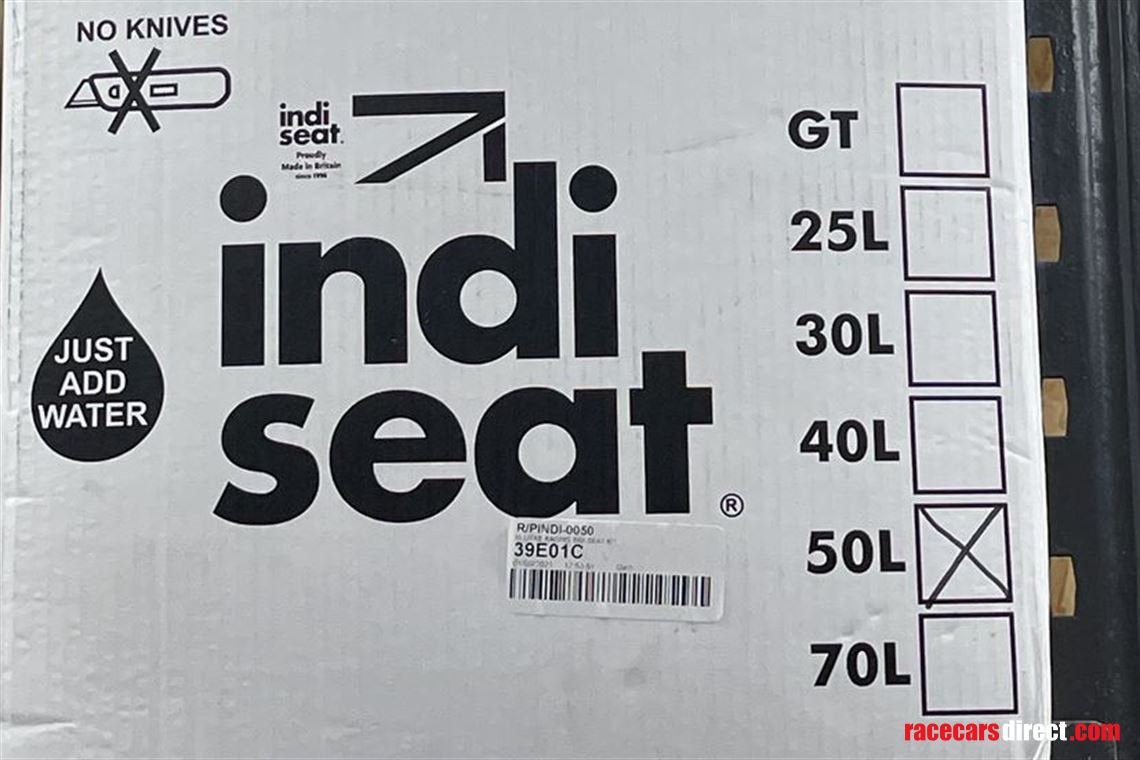 NO KNIVES
indi
seat.
Proudly
Made in Britain
since 1996
indi
seat®
JUST
ADD
WATER
GT
25L
30L
40L
50L
70L
R/PINDI-0050
39E01C
racecarsdirect.com